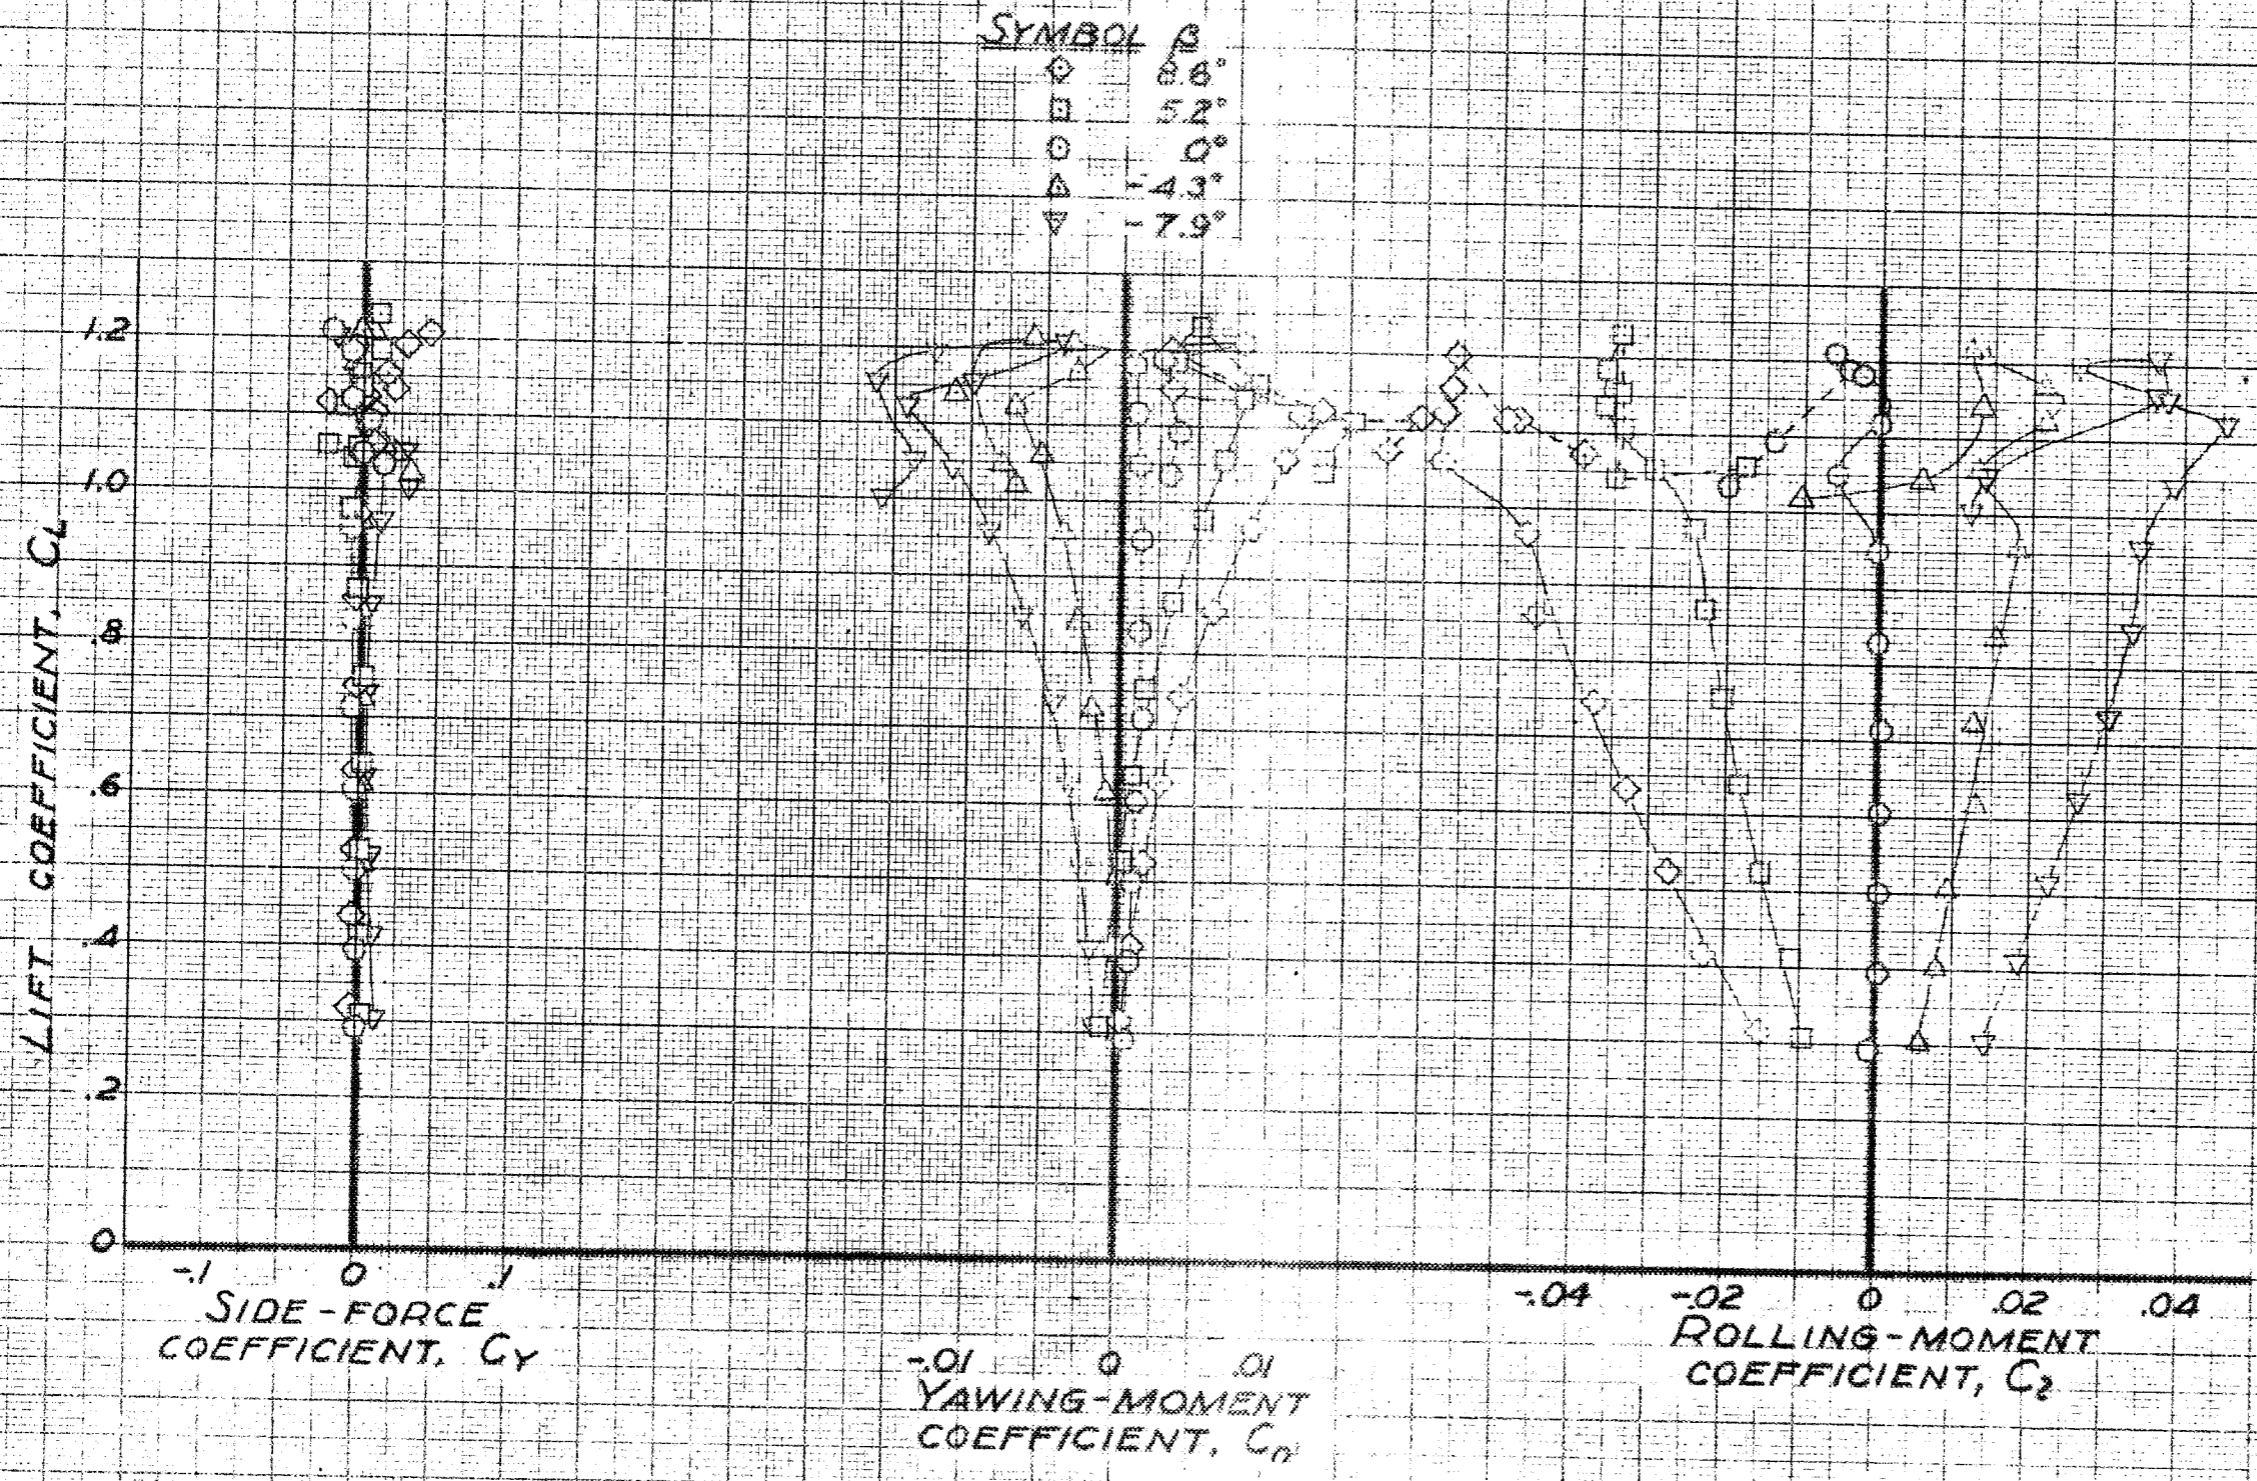 SYMBOL β
8.6°
5.2°
0°
-4.3°
-7.9°
1.2
1.0
.8
.6
.4
.2
0
LIFT COEFFICIENT, CL
-.1 0 .1
SIDE-FORCE
COEFFICIENT, CY
-.01 0 .01
YAWING-MOMENT
COEFFICIENT, Cn
-.04 -.02 0 .02 .04
ROLLING-MOMENT
COEFFICIENT, Cl